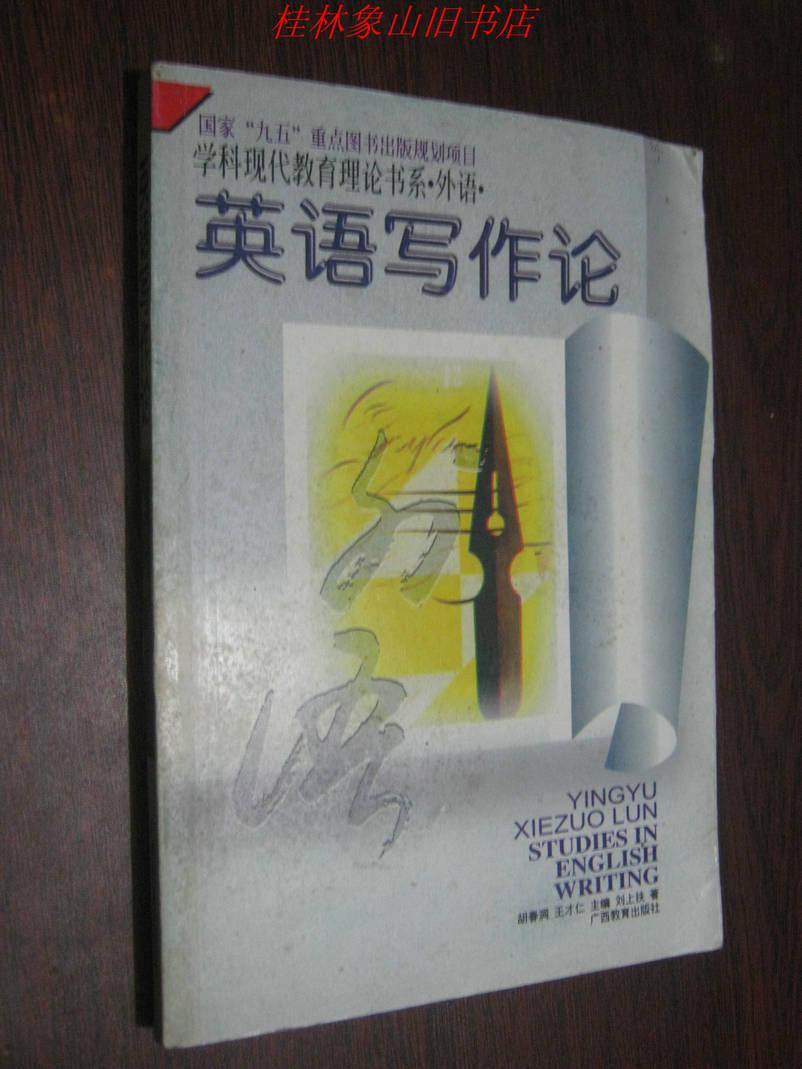 桂林象山旧书店
国家“九五”重点图书出版规划项目
学科现代教育理论书系·外语·
英语写作论
外
语
YINGYU
XIEZUO LUN
STUDIES IN
ENGLISH
WRITING
胡春洞 王才仁 主编 刘上扶 著
广西教育出版社